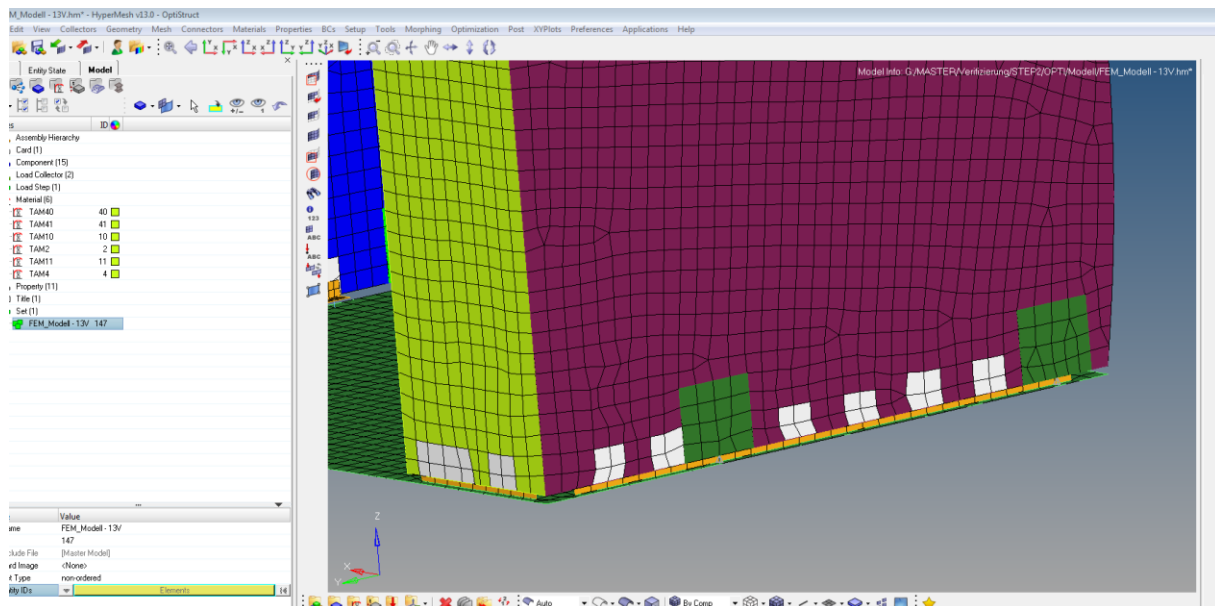 M_Modell - 13V.hm* - HyperMesh v13.0 - OptiStruct
Edit View Collectors Geometry Mesh Connectors Materials Properties BCs Setup Tools Morphing Optimization Post XYPlots Preferences Applications Help
Entity State Model
ID
Assembly Hierarchy
Card (1)
Component (15)
Load Collector (2)
Load Step (1)
Material (6)
TAM40 40
TAM41 41
TAM10 10
TAM2 2
TAM11 11
TAM4 4
Property (11)
Title (1)
Set (1)
FEM_Modell - 13V 147
Model Info: G:/MASTER/Verifizierung/STEP2/OPTI/Modell/FEM_Modell - 13V.hm*
123
ABC
ABC
Z
X
Y
Value
ame FEM_Modell - 13V
147
clude File [Master Model]
rd Image <None>
t Type non-ordered
tity IDs Elements
Auto By Comp